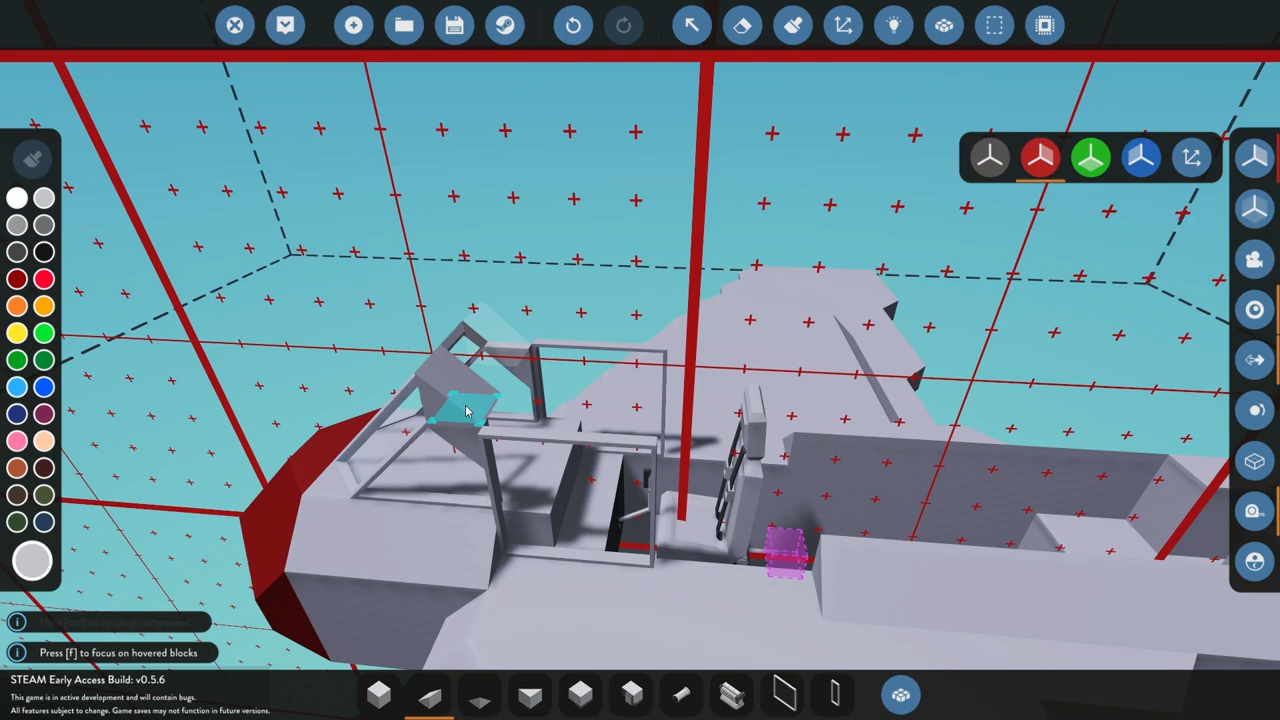 Press [f] to focus on hovered blocks
STEAM Early Access Build: v0.5.6
This game is in active development and will contain bugs.
All features subject to change. Game saves may not function in future versions.